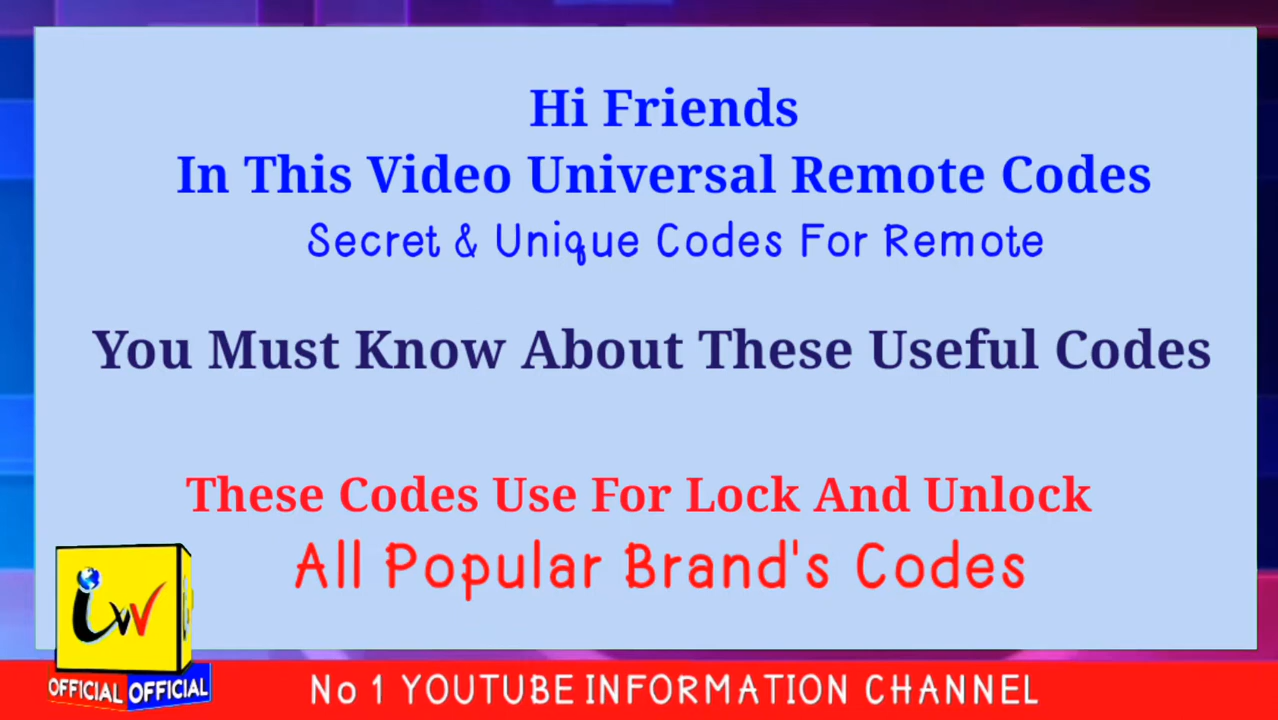 Hi Friends
In This Video Universal Remote Codes
Secret & Unique Codes For Remote
You Must Know About These Useful Codes
These Codes Use For Lock And Unlock
All Popular Brand's Codes
iw
OFFICIAL OFFICIAL
No 1 YOUTUBE INFORMATION CHANNEL